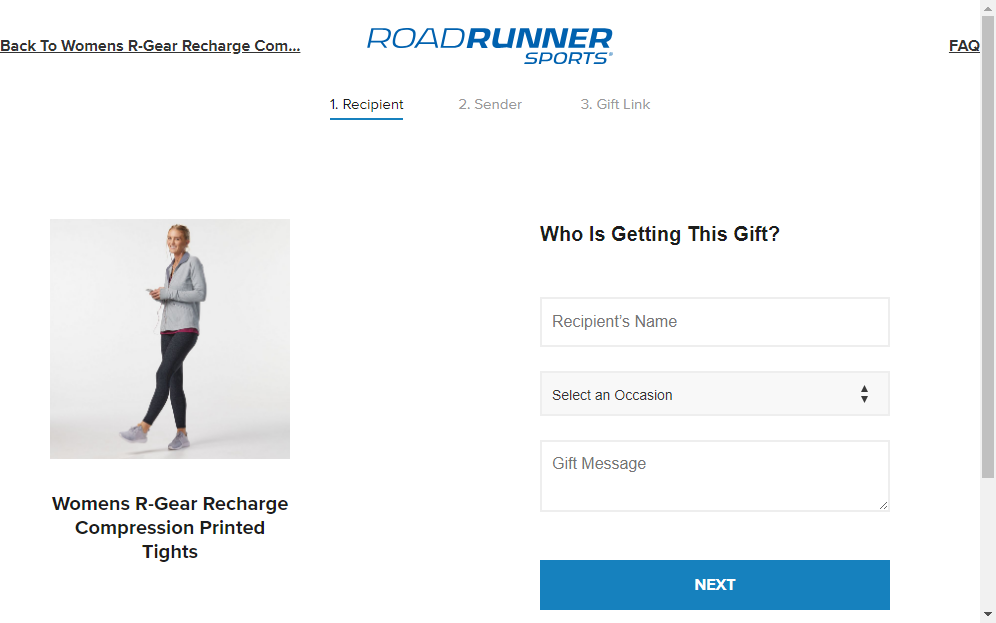 Back To Womens R-Gear Recharge Com...
ROADRUNNER
SPORTS
FAQ
1. Recipient
2. Sender
3. Gift Link
Who Is Getting This Gift?
Recipient's Name
Select an Occasion
Gift Message
NEXT
Womens R-Gear Recharge
Compression Printed
Tights